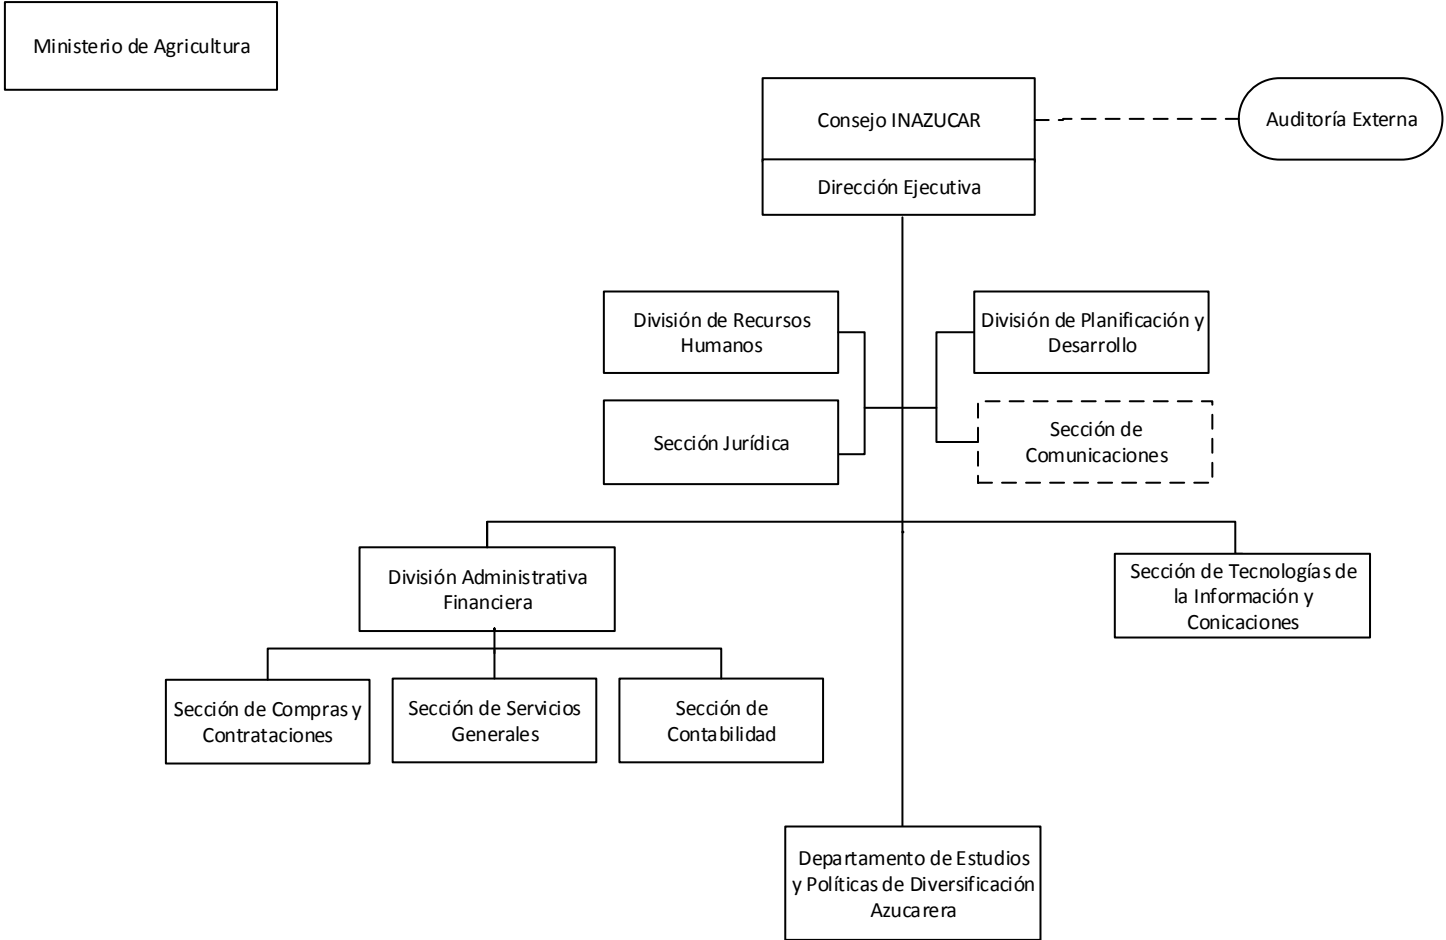 Ministerio de Agricultura
Consejo INAZUCAR
Auditoría Externa
Dirección Ejecutiva
División de Recursos
Humanos
División de Planificación y
Desarrollo
Sección Jurídica
Sección de
Comunicaciones
División Administrativa
Financiera
Sección de Tecnologías de
la Información y
Conicaciones
Sección de Compras y
Contrataciones
Sección de Servicios
Generales
Sección de
Contabilidad
Departamento de Estudios
y Políticas de Diversificación
Azucarera